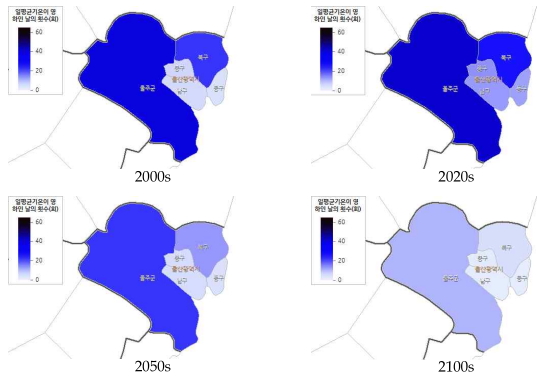 일평균기온이 영
하인 날의 횟수(회)
60
40
20
0
북구
중구
울산광역시
울주군
남구
동구
2000s
일평균기온이 영
하인 날의 횟수(회)
60
40
20
0
북구
중구
울산광역시
울주군
남구
동구
2020s
일평균기온이 영
하인 날의 횟수(회)
60
40
20
0
북구
중구
울산광역시
울주군
남구
동구
2050s
일평균기온이 영
하인 날의 횟수(회)
60
40
20
0
북구
중구
울산광역시
울주군
남구
동구
2100s